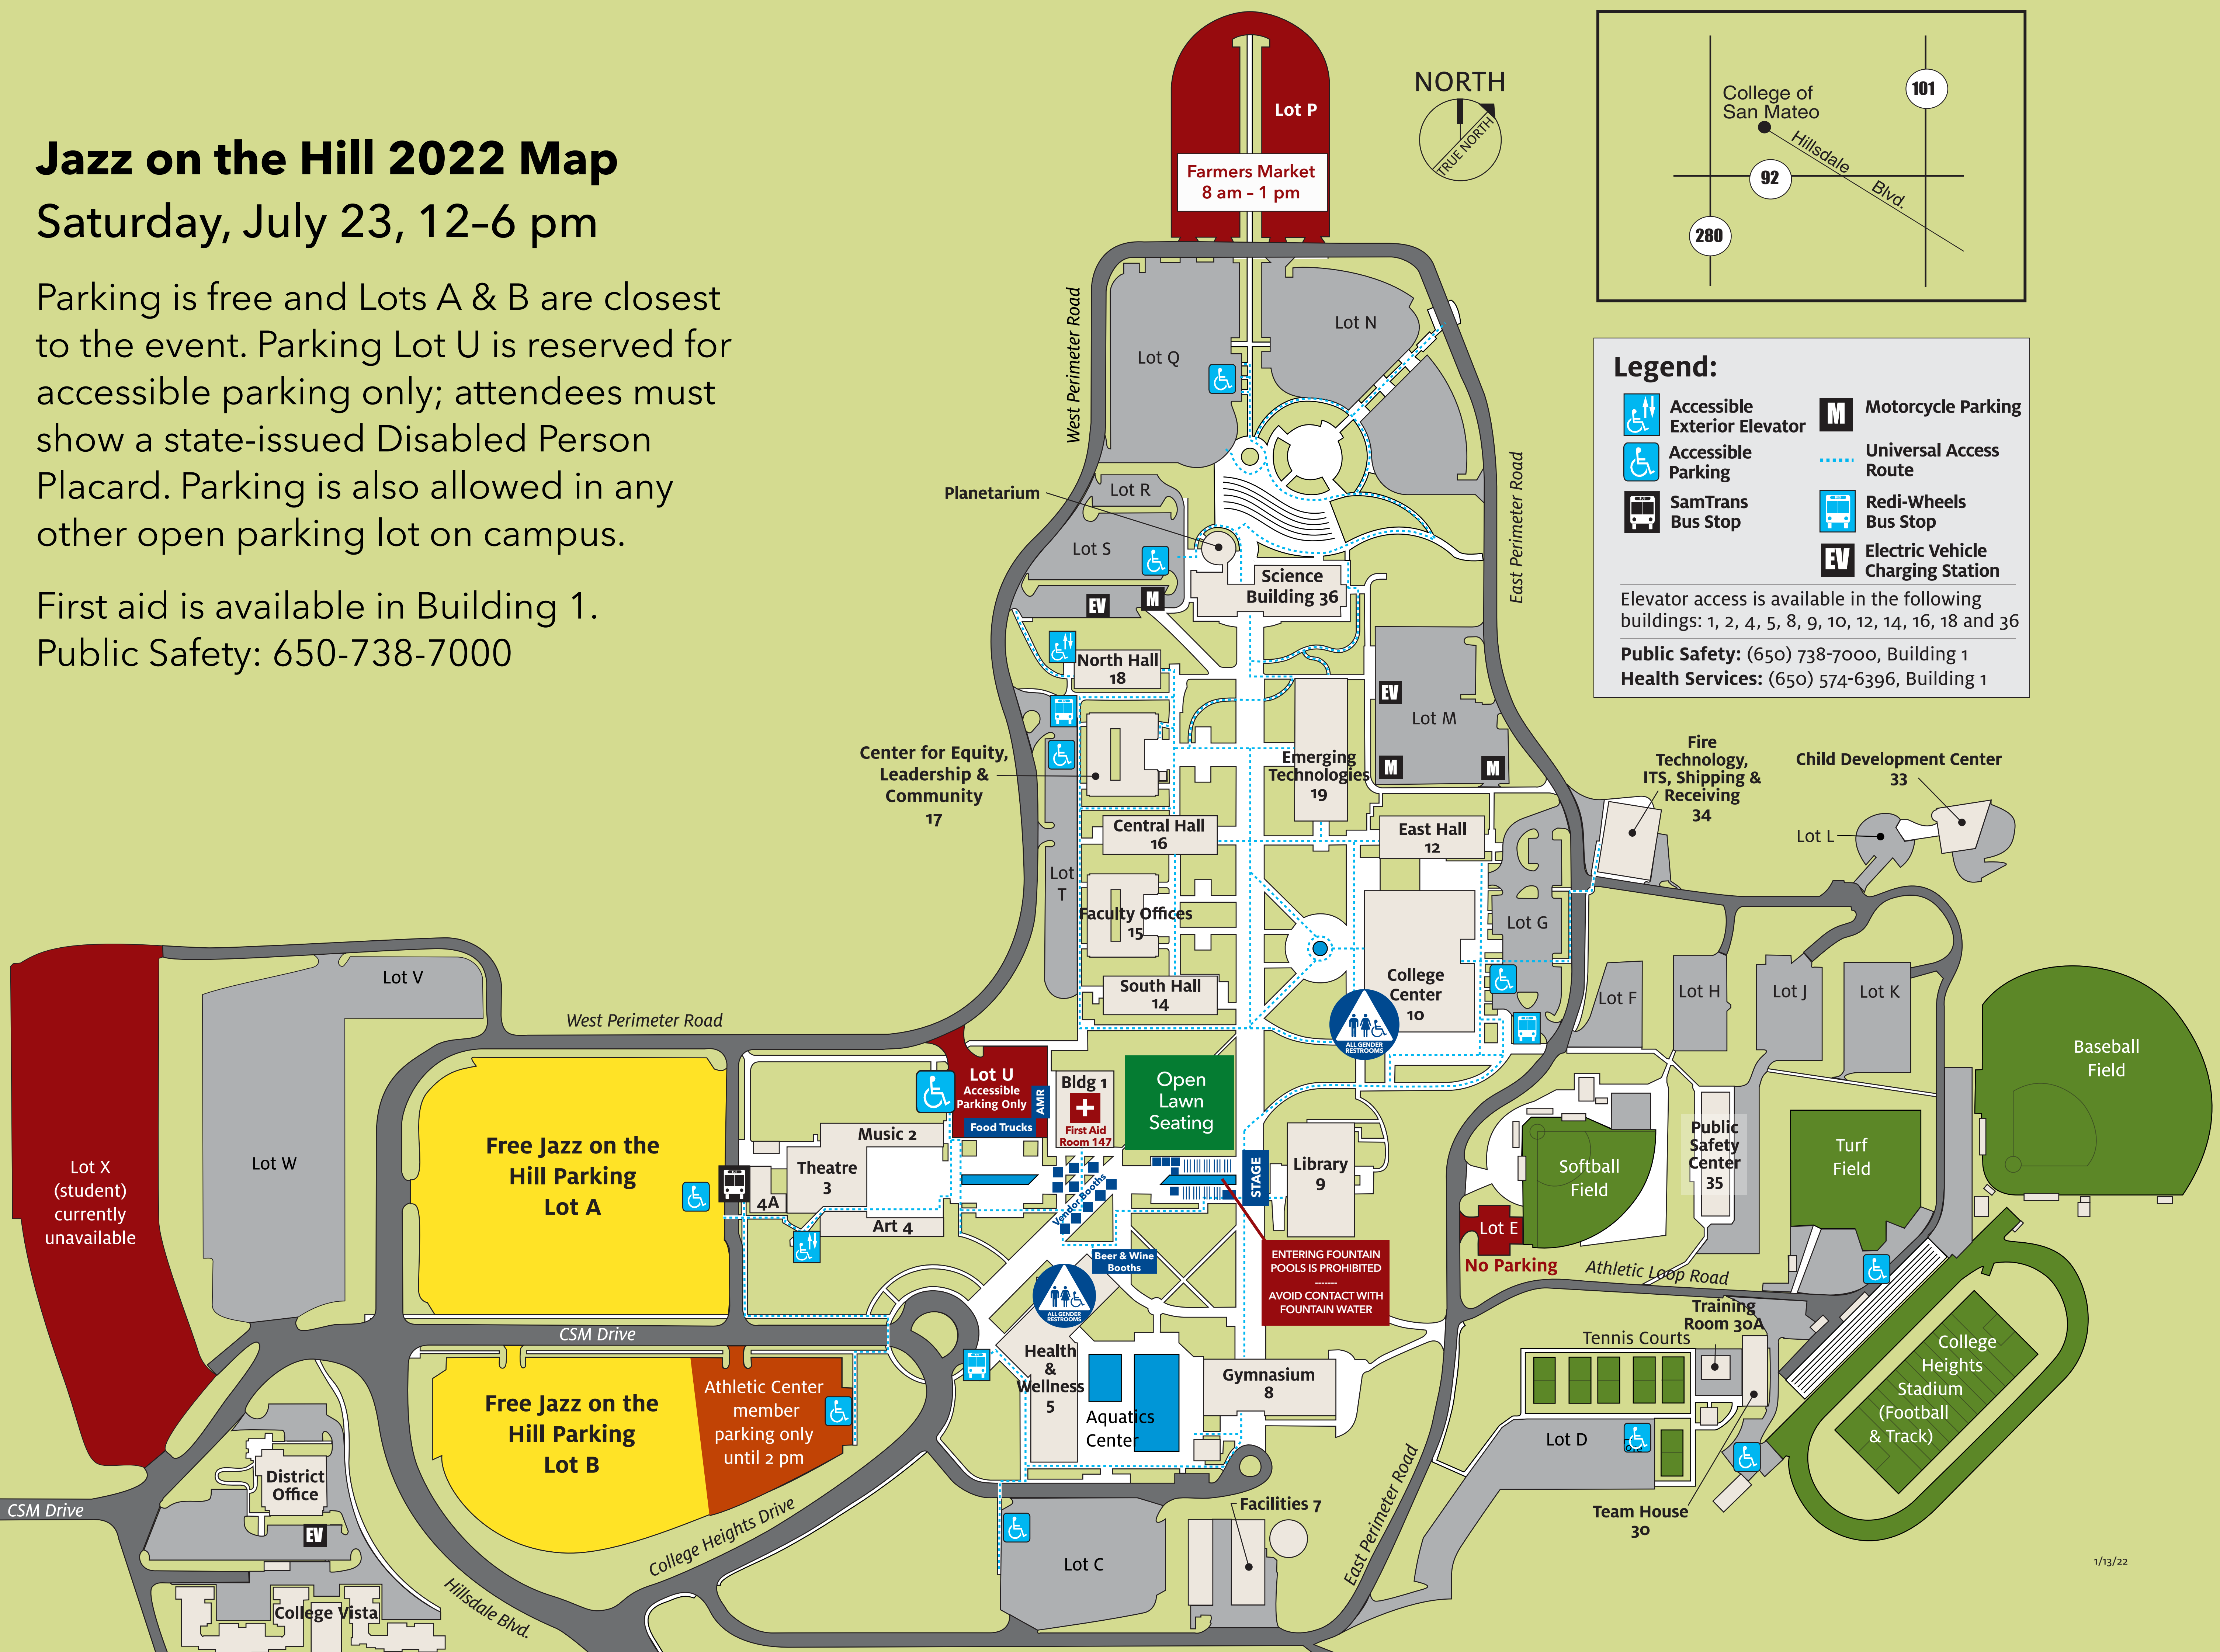 Jazz on the Hill 2022 Map
Saturday, July 23, 12–6 pm
Parking is free and Lots A & B are closest
to the event. Parking Lot U is reserved for
accessible parking only; attendees must
show a state-issued Disabled Person
Placard. Parking is also allowed in any
other open parking lot on campus.
First aid is available in Building 1.
Public Safety: 650-738-7000
Lot P
Farmers Market
8 am – 1 pm
NORTH
TRUE NORTH
College of
San Mateo
101
Hillsdale
Blvd.
92
280
Legend:
Accessible
Exterior Elevator
M
Motorcycle Parking
Accessible
Parking
Universal Access
Route
SamTrans
Bus Stop
Redi-Wheels
Bus Stop
EV
Electric Vehicle
Charging Station
Elevator access is available in the following
buildings: 1, 2, 4, 5, 8, 9, 10, 12, 14, 16, 18 and 36
Public Safety: (650) 738-7000, Building 1
Health Services: (650) 574-6396, Building 1
West Perimeter Road
Lot Q
Lot N
East Perimeter Road
Planetarium
Lot R
Lot S
EV
M
Science
Building 36
North Hall
18
EV
Lot M
M
M
Center for Equity,
Leadership &
Community
17
Emerging
Technologies
19
Fire
Technology,
ITS, Shipping &
Receiving
34
Child Development Center
33
Lot L
Central Hall
16
East Hall
12
Lot
T
Faculty Offices
15
Lot G
South Hall
14
College
Center
10
ALL GENDER
RESTROOMS
Lot F
Lot H
Lot J
Lot K
Baseball
Field
Lot V
West Perimeter Road
Lot X
(student)
currently
unavailable
Lot W
Free Jazz on the
Hill Parking
Lot A
Lot U
Accessible
Parking Only
AMR
Food Trucks
Bldg 1
First Aid
Room 147
Open
Lawn
Seating
Music 2
Theatre
3
4A
Art 4
Vendor Booths
STAGE
Library
9
Beer & Wine
Booths
ENTERING FOUNTAIN
POOLS IS PROHIBITED
-------
AVOID CONTACT WITH
FOUNTAIN WATER
Softball
Field
Public
Safety
Center
35
Turf
Field
Lot E
No Parking
Athletic Loop Road
Training
Room 30A
Tennis Courts
College
Heights
Stadium
(Football
& Track)
CSM Drive
ALL GENDER
RESTROOMS
Health
&
Wellness
5
Aquatics
Center
Gymnasium
8
Free Jazz on the
Hill Parking
Lot B
Athletic Center
member
parking only
until 2 pm
Lot D
Team House
30
District
Office
EV
CSM Drive
College Heights Drive
Hillsdale Blvd.
College Vista
Lot C
Facilities 7
East Perimeter Road
1/13/22